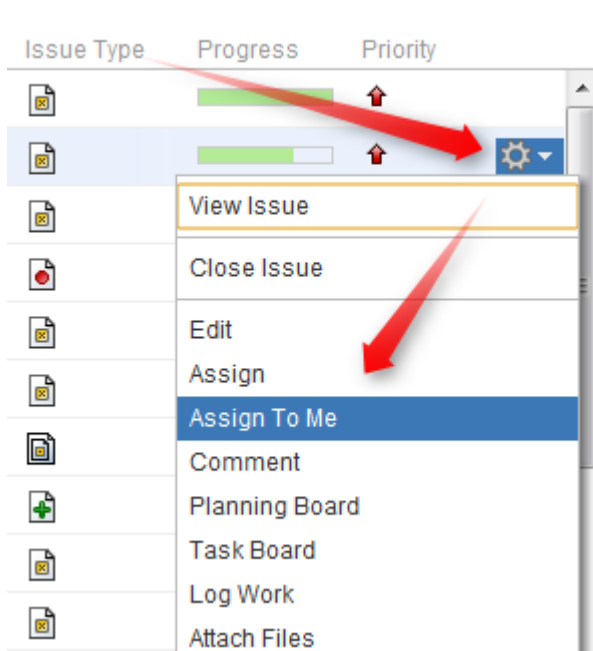 Issue Type Progress Priority
View Issue
Close Issue
Edit
Assign
Assign To Me
Comment
Planning Board
Task Board
Log Work
Attach Files